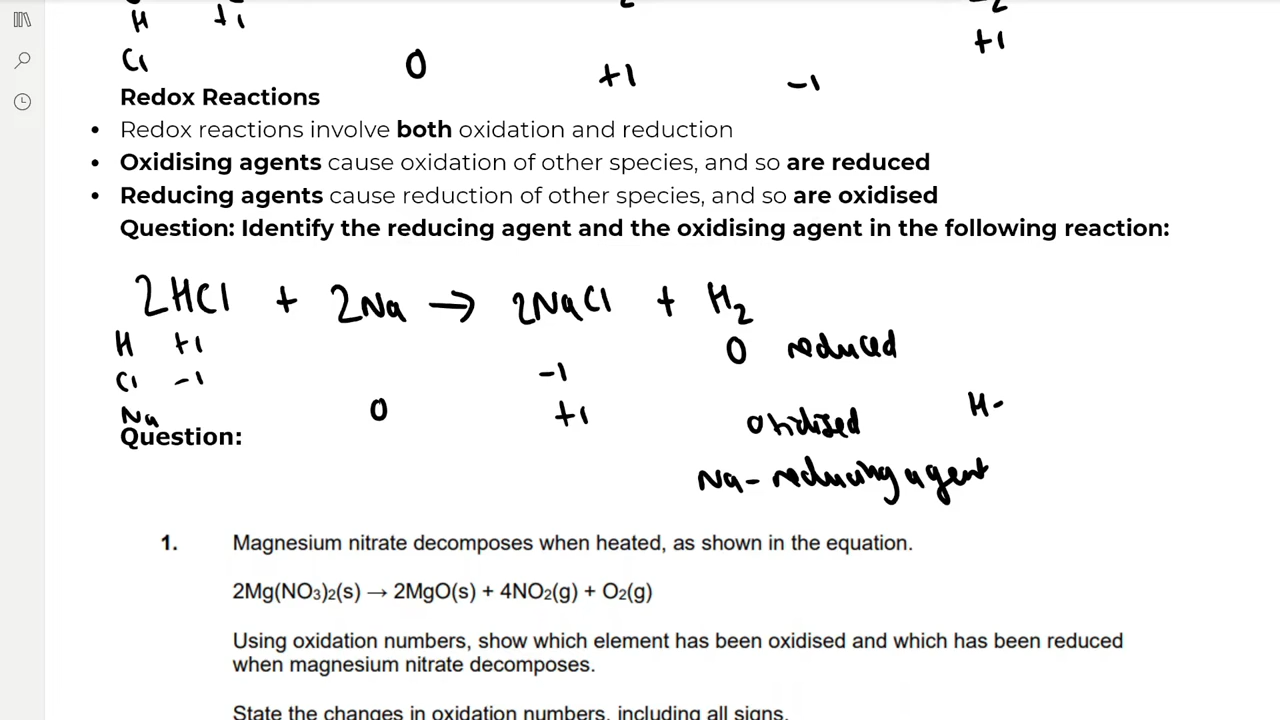 H +1
Cl 0 +1 -1 +1
Redox Reactions
• Redox reactions involve both oxidation and reduction
• Oxidising agents cause oxidation of other species, and so are reduced
• Reducing agents cause reduction of other species, and so are oxidised
Question: Identify the reducing agent and the oxidising agent in the following reaction:
2HCl + 2Na → 2NaCl + H₂
H +1 0 reduced
Cl -1 -1
Na 0 +1 oxidised H-
Question:
Na - reducing agent
1. Magnesium nitrate decomposes when heated, as shown in the equation.
2Mg(NO₃)₂(s) → 2MgO(s) + 4NO₂(g) + O₂(g)
Using oxidation numbers, show which element has been oxidised and which has been reduced
when magnesium nitrate decomposes.
State the changes in oxidation numbers, including all signs.